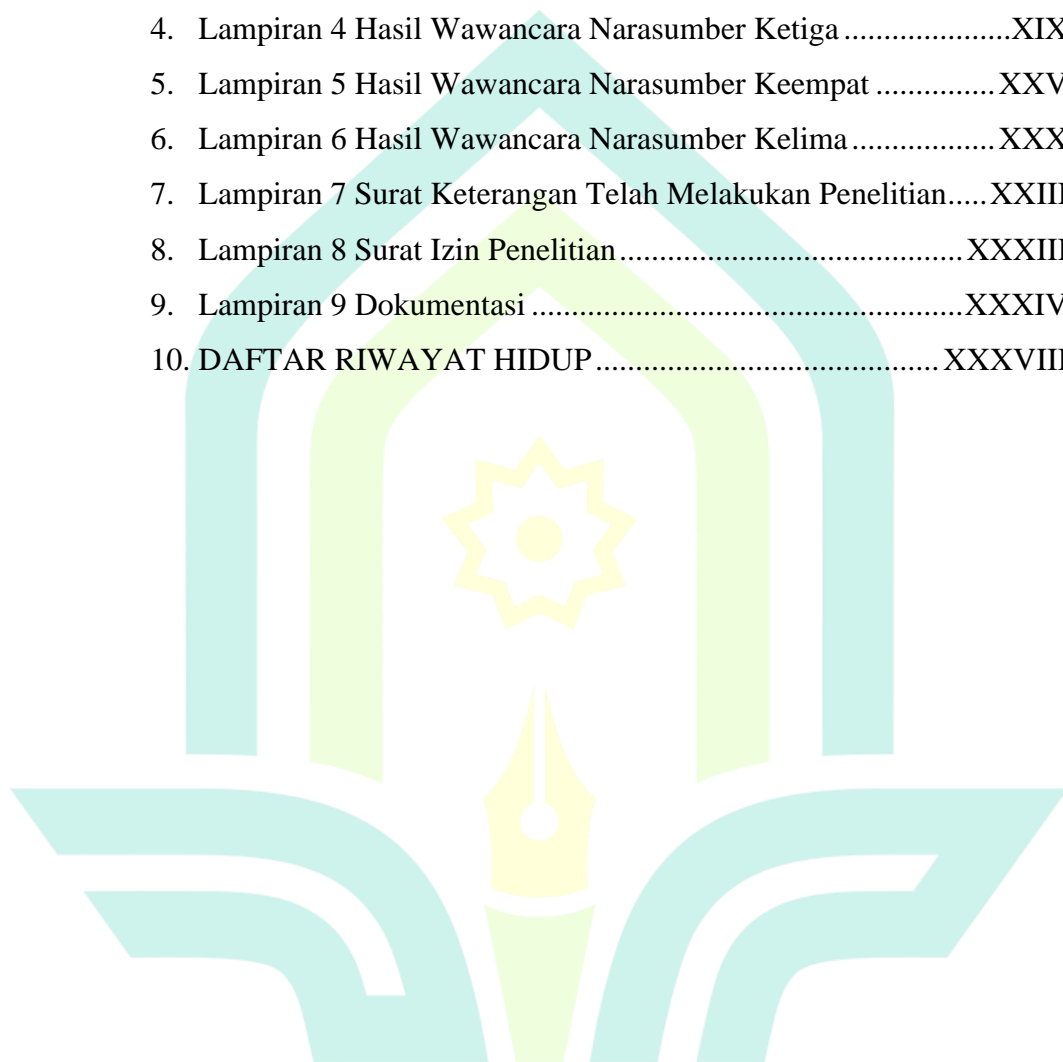 4. Lampiran 4 Hasil Wawancara Narasumber Ketiga ....................XIX
5. Lampiran 5 Hasil Wawancara Narasumber Keempat ...............XXV
6. Lampiran 6 Hasil Wawancara Narasumber Kelima .................XXX
7. Lampiran 7 Surat Keterangan Telah Melakukan Penelitian.....XXIII
8. Lampiran 8 Surat Izin Penelitian .....................................XXXIII
9. Lampiran 9 Dokumentasi ...............................................XXXIV
10. DAFTAR RIWAYAT HIDUP .....................................XXXVIII